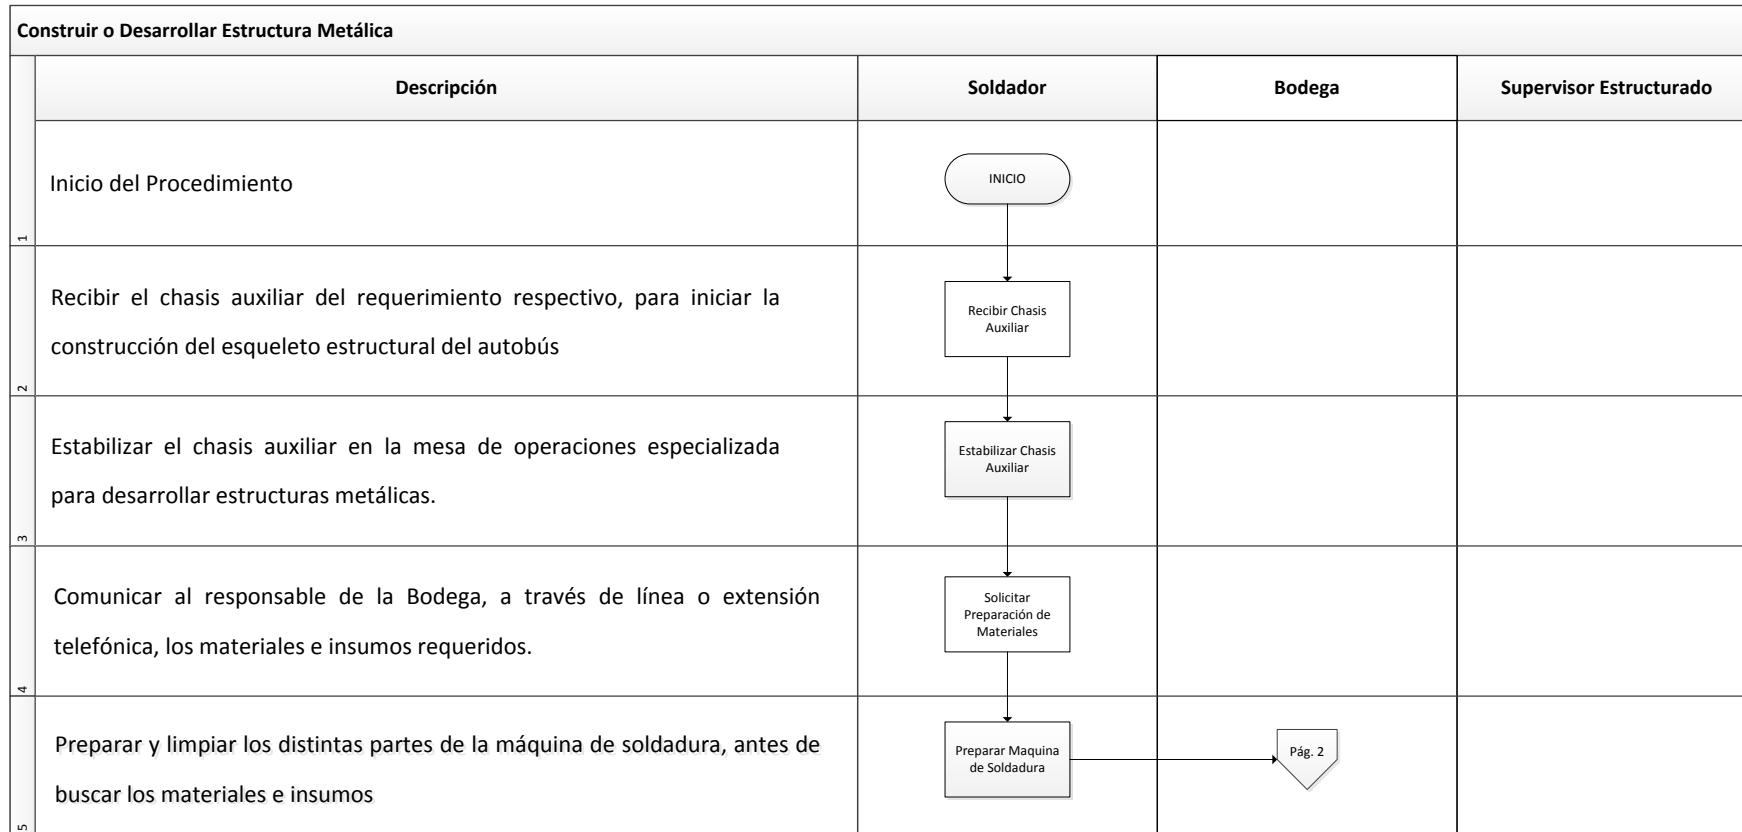 Construir o Desarrollar Estructura Metálica
Descripción
Soldador
Bodega
Supervisor Estructurado
1
Inicio del Procedimiento
INICIO
2
Recibir el chasis auxiliar del requerimiento respectivo, para iniciar la
construcción del esqueleto estructural del autobús
Recibir Chasis
Auxiliar
3
Estabilizar el chasis auxiliar en la mesa de operaciones especializada
para desarrollar estructuras metálicas.
Estabilizar Chasis
Auxiliar
4
Comunicar al responsable de la Bodega, a través de línea o extensión
telefónica, los materiales e insumos requeridos.
Solicitar
Preparación de
Materiales
5
Preparar y limpiar los distintas partes de la máquina de soldadura, antes de
buscar los materiales e insumos
Preparar Maquina
de Soldadura
Pág. 2